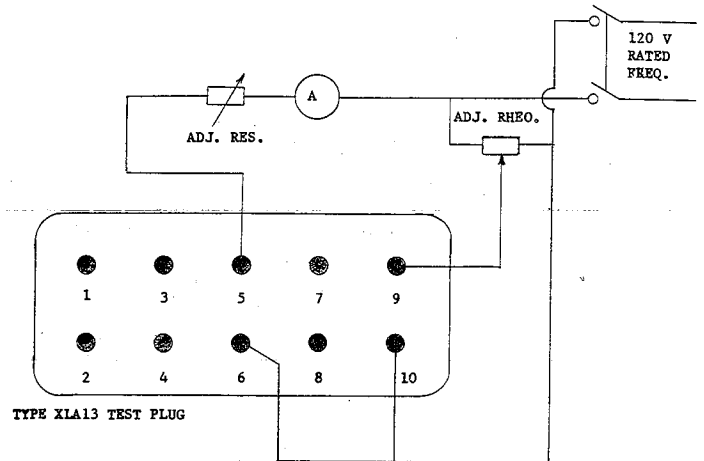 120 V
RATED
FREQ.
A
ADJ. RES.
ADJ. RHEO.
1 3 5 7 9
2 4 6 8 10
TYPE XLA13 TEST PLUG